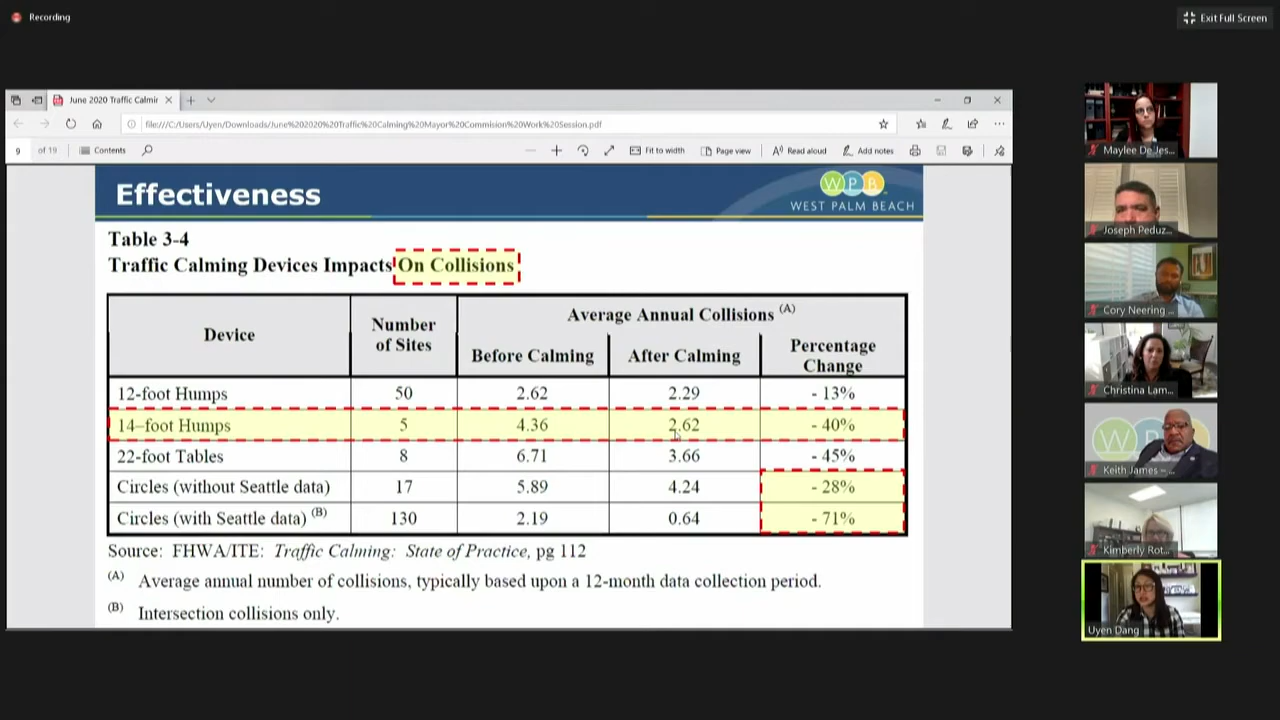 Recording
Exit Full Screen
June 2020 Traffic Calmin
file:///C:/Users/Uyen/Downloads/June%202020%20Traffic%20Calming%20Mayor%20Commision%20Work%20Session.pdf
9 of 19 Contents Fit to width Page view Read aloud Add notes
Effectiveness
WPB
WEST PALM BEACH
Table 3-4
Traffic Calming Devices Impacts On Collisions
Device Number of Sites Average Annual Collisions (A)
Before Calming After Calming Percentage Change
12-foot Humps 50 2.62 2.29 - 13%
14–foot Humps 5 4.36 2.62 - 40%
22-foot Tables 8 6.71 3.66 - 45%
Circles (without Seattle data) 17 5.89 4.24 - 28%
Circles (with Seattle data) (B) 130 2.19 0.64 - 71%
Source: FHWA/ITE: Traffic Calming: State of Practice, pg 112
(A) Average annual number of collisions, typically based upon a 12-month data collection period.
(B) Intersection collisions only.
Maylee De Jes...
Joseph Peduz...
Cory Neering ...
Christina Lam...
WPB
Keith James – ...
Kimberly Rot...
Uyen Dang